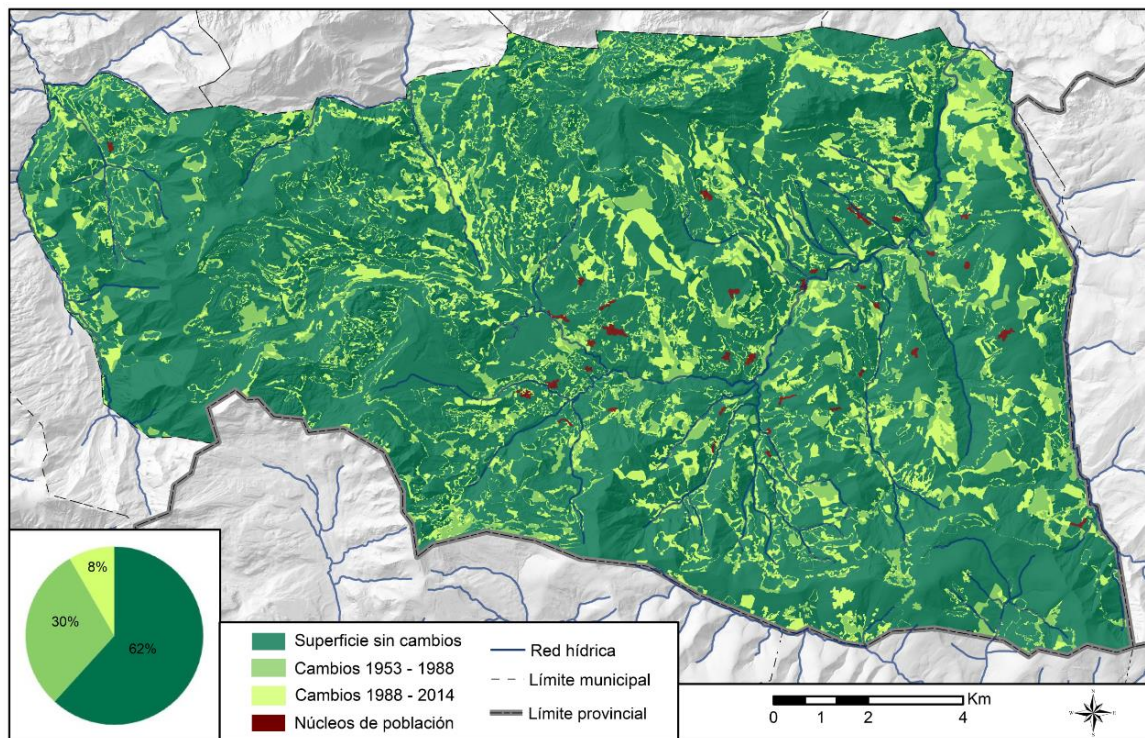 8%
30%
62%
Superficie sin cambios
Cambios 1953 - 1988
Cambios 1988 - 2014
Núcleos de población
Red hídrica
Límite municipal
Límite provincial
Km
0 1 2 4
N